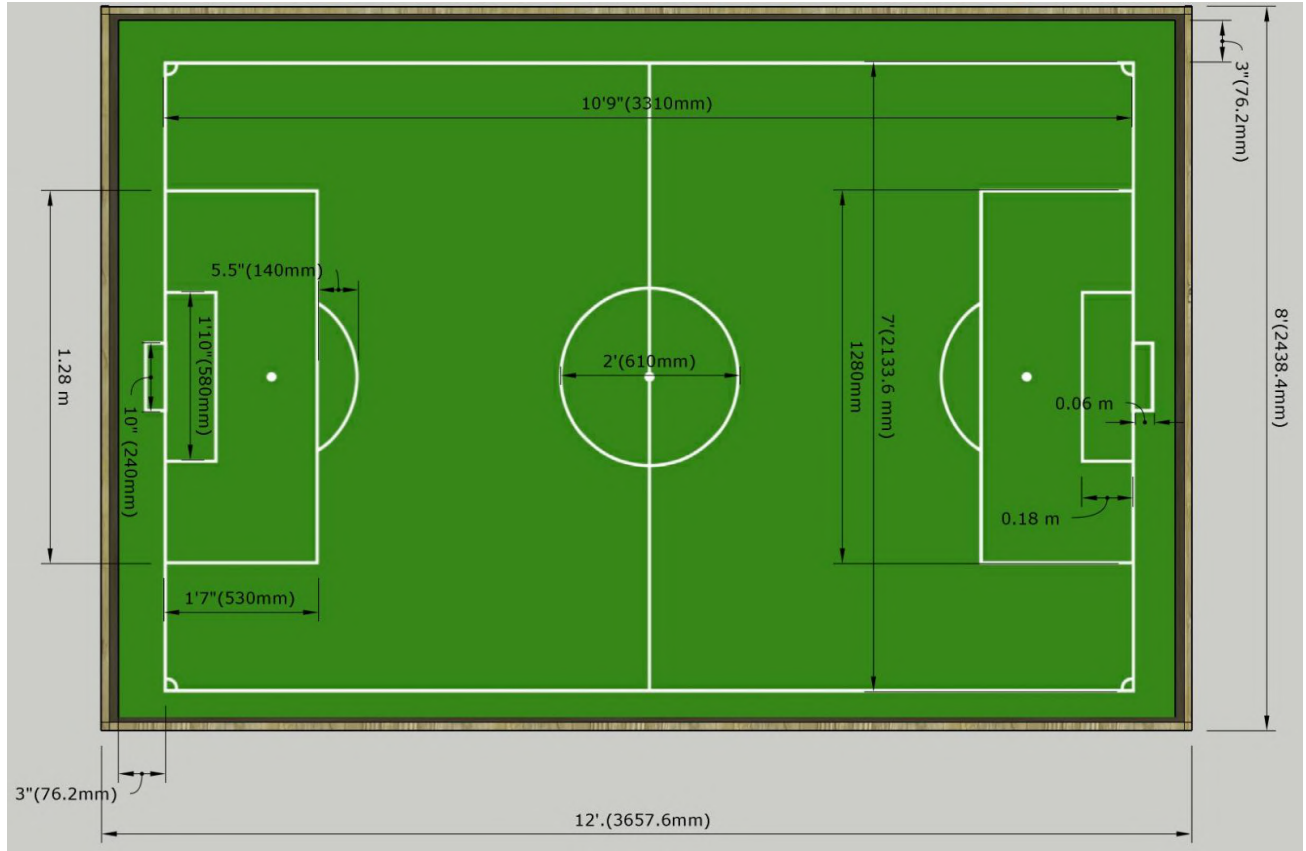 3"(76.2mm)
10'9"(3310mm)
5.5"(140mm)
1'10"(580mm)
2'(610mm)
7'(2133.6 mm)
1280mm
8'(2438.4mm)
1.28 m
10" (240mm)
0.06 m
0.18 m
1'7"(530mm)
3"(76.2mm)
12'.(3657.6mm)